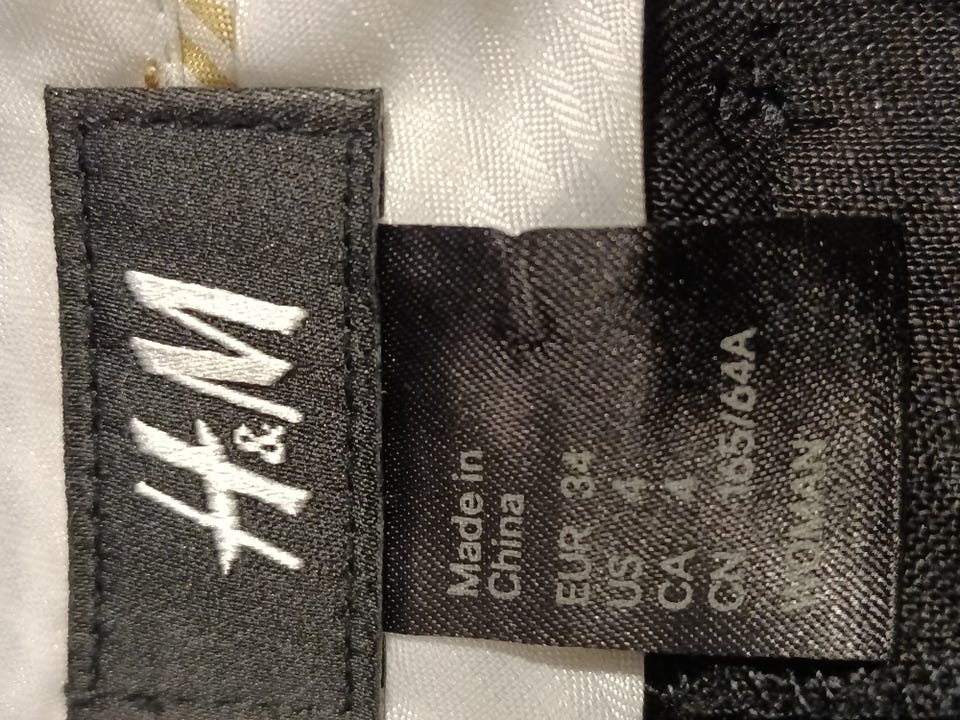 H&M
Made in
China
EUR 34
US 4
CA 4
CN 165/64A
WOMAN